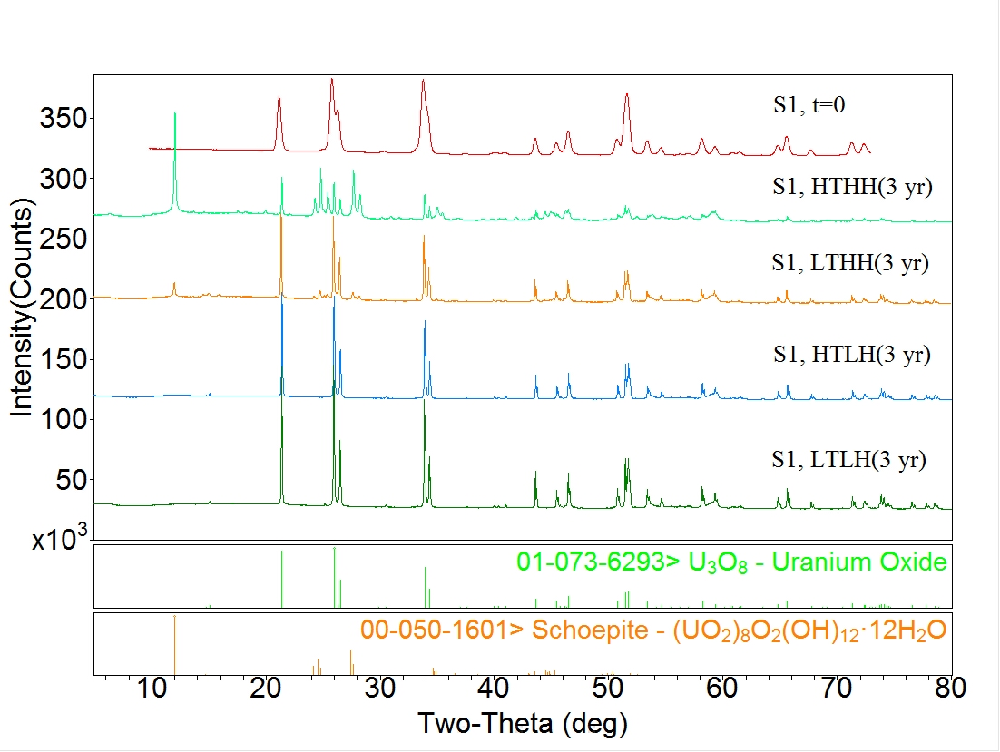 350
300
250
200
150
100
50
x10³
Intensity(Counts)
S1, t=0
S1, HTHH(3 yr)
S1, LTHH(3 yr)
S1, HTLH(3 yr)
S1, LTLH(3 yr)
01-073-6293> U₃O₈ - Uranium Oxide
00-050-1601> Schoepite - (UO₂)₈O₂(OH)₁₂·12H₂O
10 20 30 40 50 60 70 80
Two-Theta (deg)